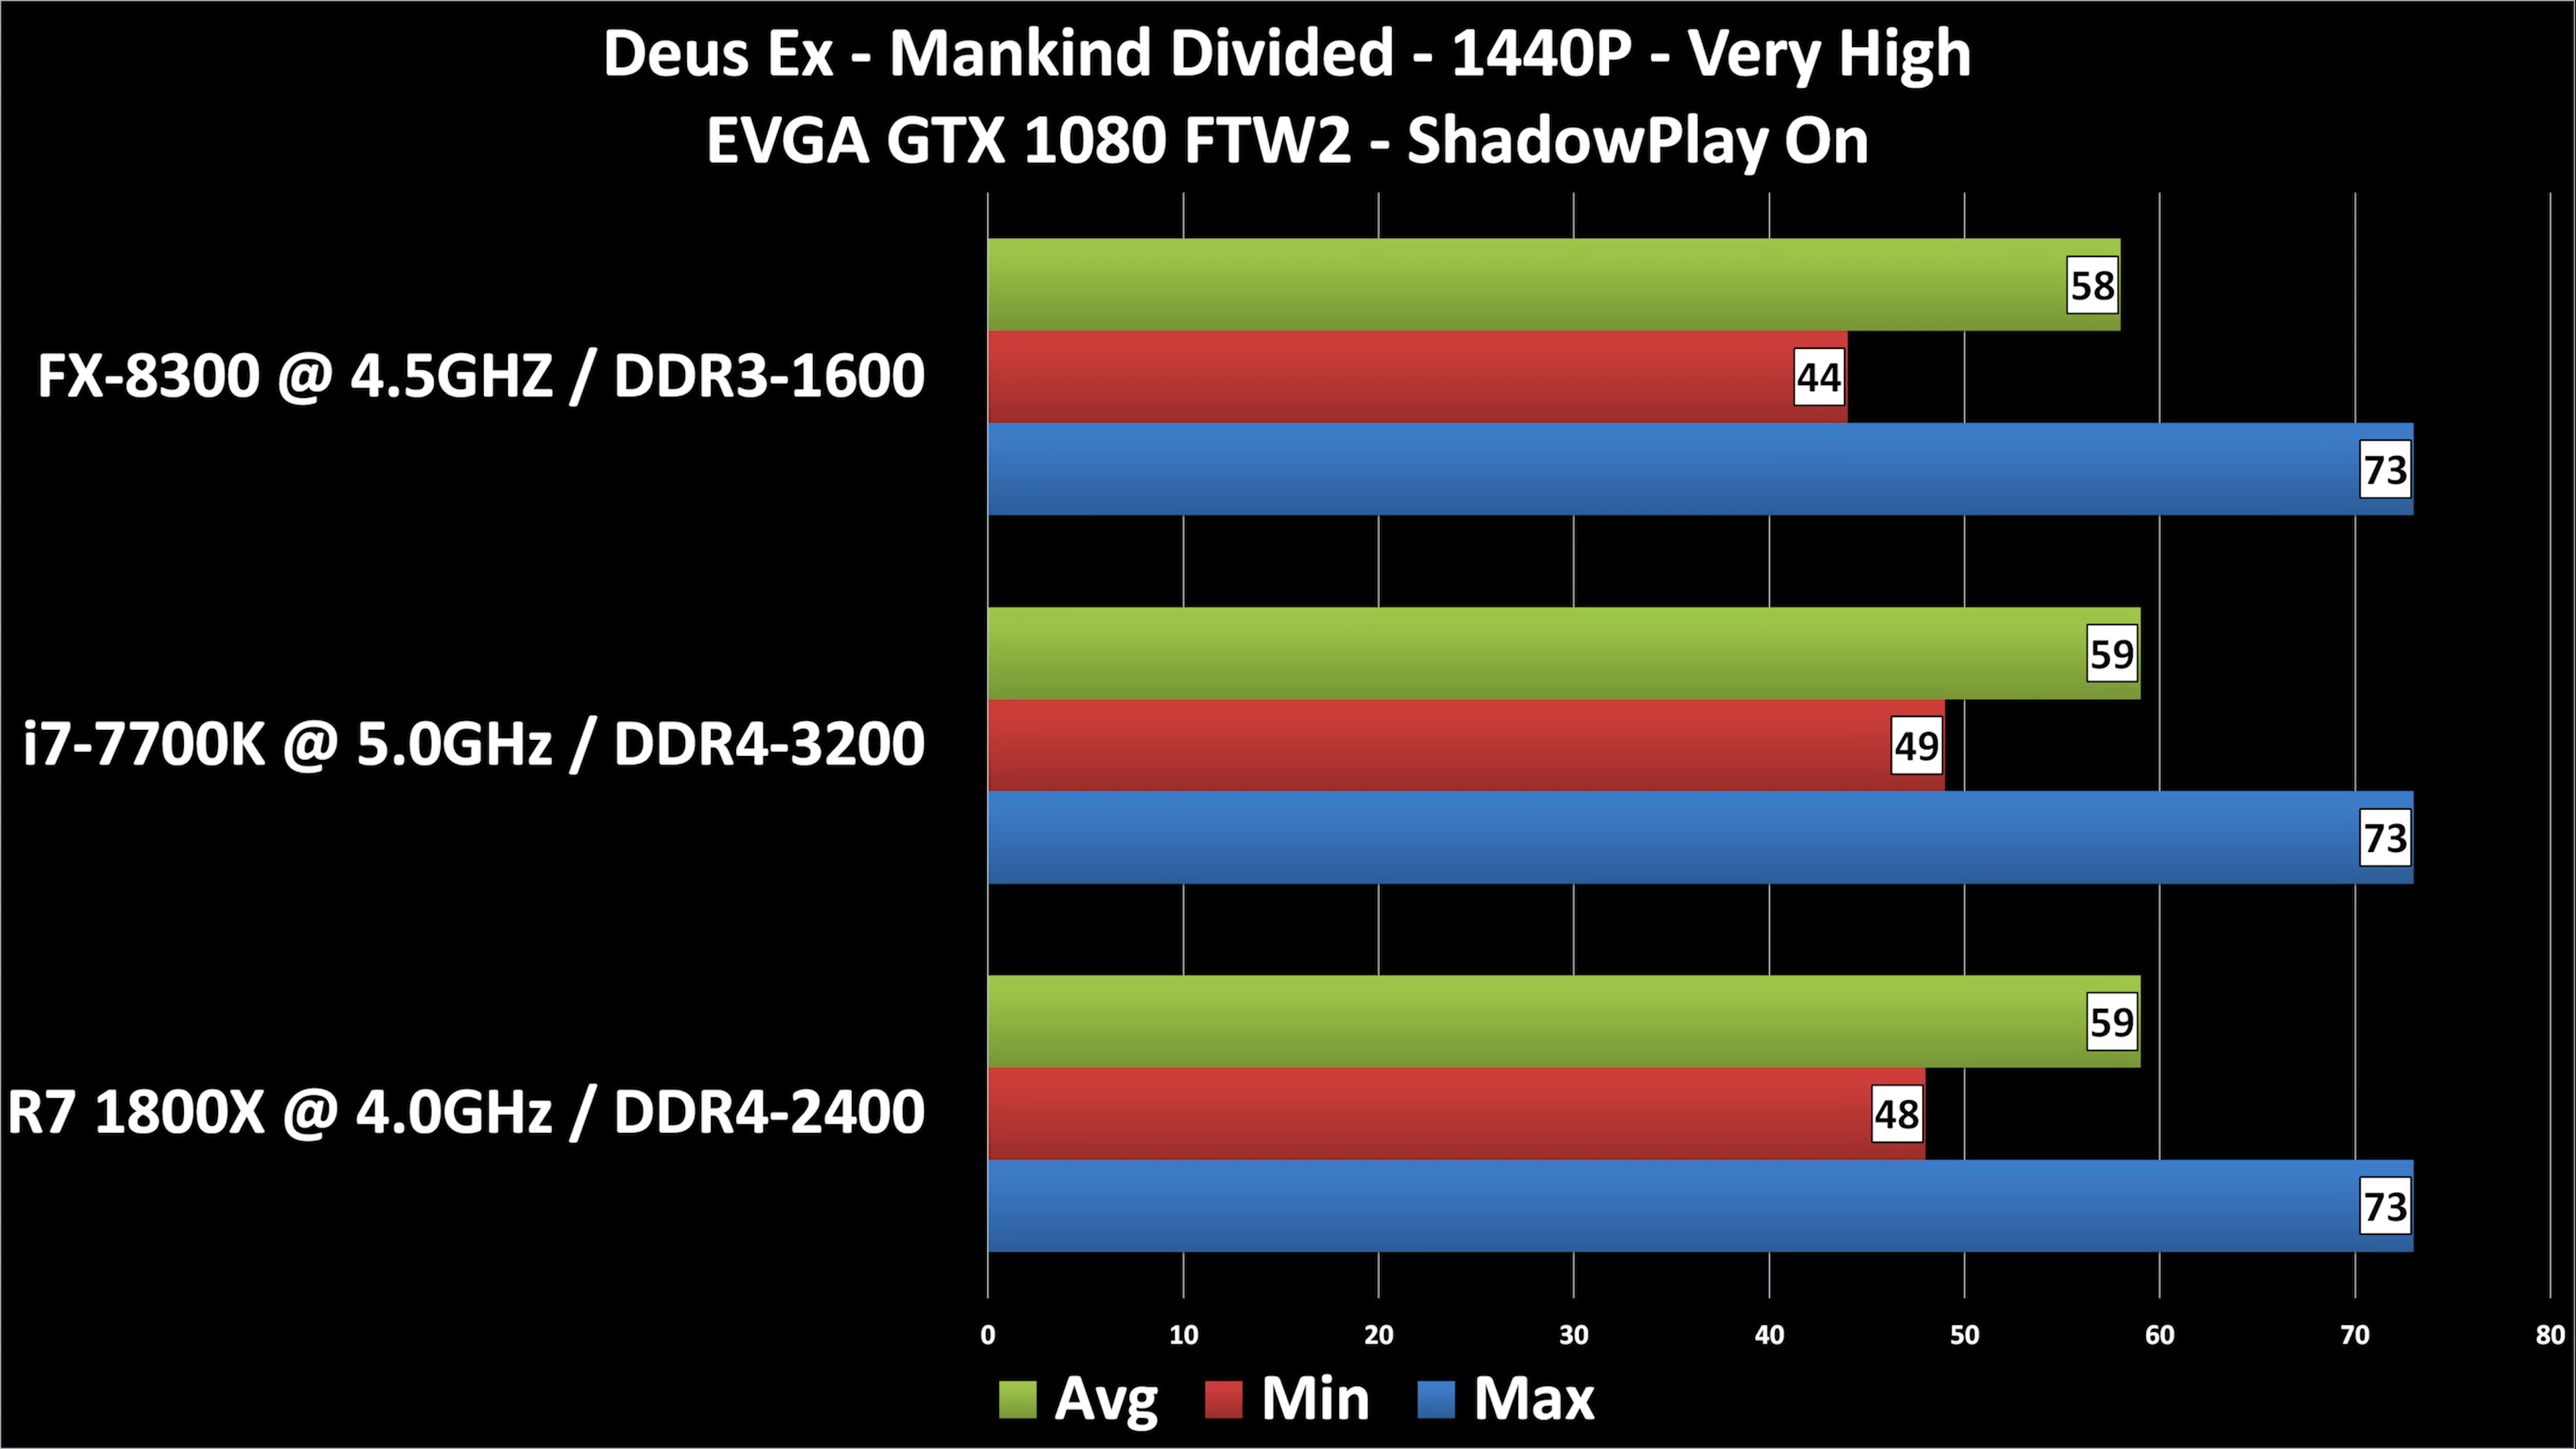 Deus Ex - Mankind Divided - 1440P - Very High
EVGA GTX 1080 FTW2 - ShadowPlay On
58
FX-8300 @ 4.5GHZ / DDR3-1600
44
73
59
i7-7700K @ 5.0GHz / DDR4-3200
49
73
59
R7 1800X @ 4.0GHz / DDR4-2400
48
73
0 10 20 30 40 50 60 70 80
Avg Min Max